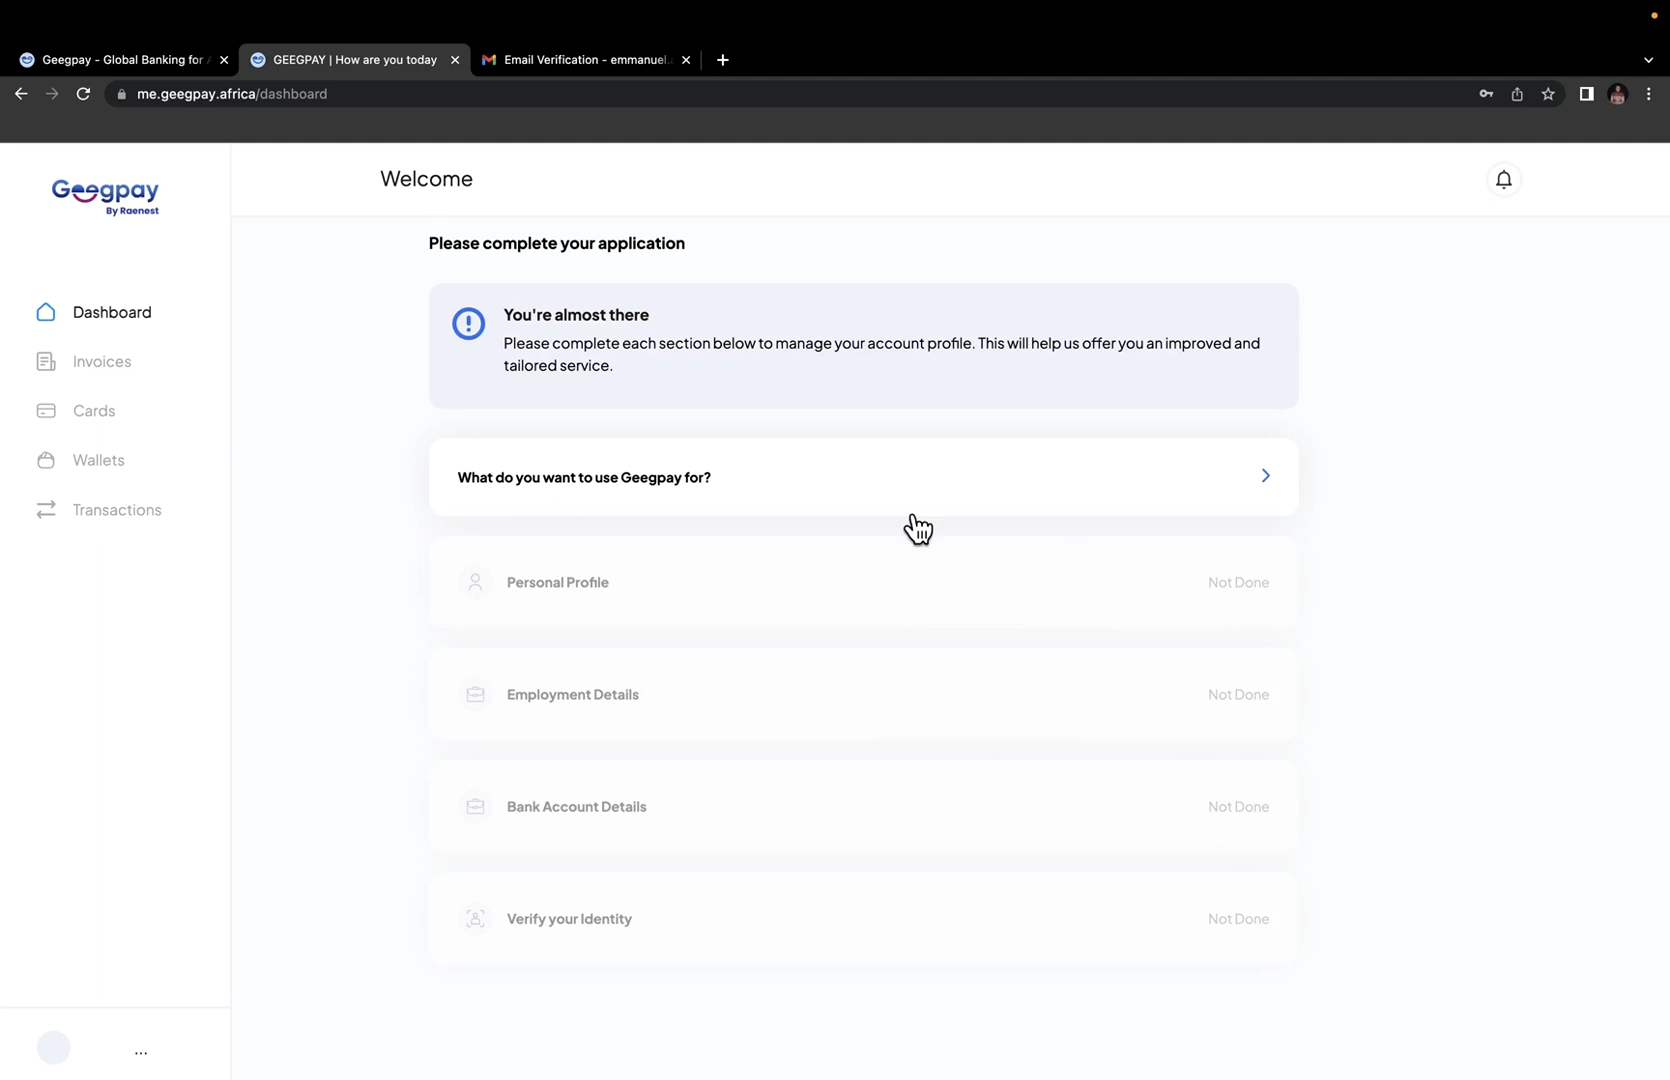 Geegpay - Global Banking for A
GEEGPAY | How are you today
Email Verification - emmanuel.
me.geegpay.africa/dashboard
Geegpay
By Raenest
Welcome
Dashboard
Invoices
Cards
Wallets
Transactions
...
Please complete your application
You're almost there
Please complete each section below to manage your account profile. This will help us offer you an improved and
tailored service.
What do you want to use Geegpay for?
Personal Profile Not Done
Employment Details Not Done
Bank Account Details Not Done
Verify your Identity Not Done